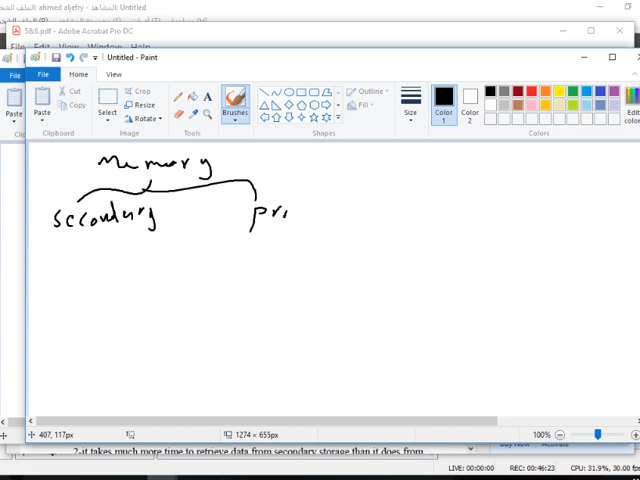 ahmed aljefry - المشاهد: Untitled
5&6.pdf - Adobe Acrobat Pro DC
File Edit View Window Help
Untitled - Paint
File Home View
Paste Cut Copy Clipboard
Select Crop Resize Rotate Image
Tools
Brushes
Shapes Outline Fill
Size
Color 1 Color 2 Colors
Memory
Secondary Pri
407, 117px 1274 × 655px 100%
2-it takes much more time to retrieve data from secondary storage than it does from
LIVE: 00:00:00 REC: 00:46:23 CPU: 31.9%, 30.00 fps